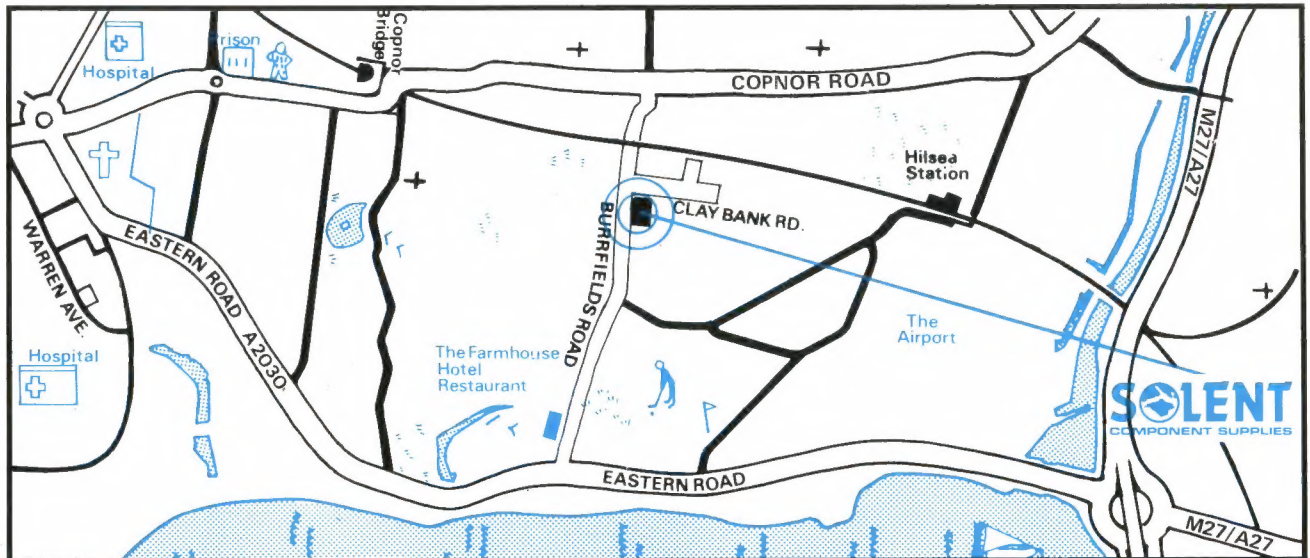 Hospital
Prison
Copnor
Bridge
COPNOR ROAD
M27/A27
Hilsea
Station
CLAY BANK RD.
BURRFIELDS ROAD
WARREN AVE.
EASTERN ROAD A2030
The Farmhouse
Hotel
Restaurant
The
Airport
Hospital
SOLENT
COMPONENT SUPPLIES
EASTERN ROAD
M27/A27